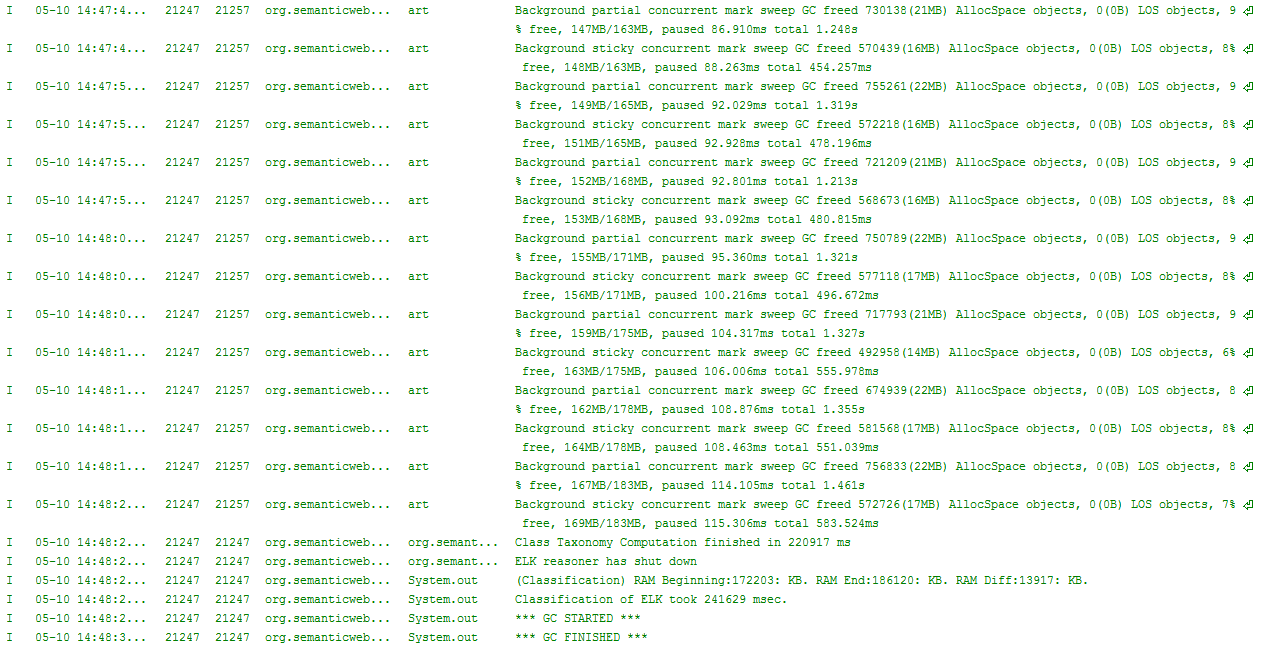 I 05-10 14:47:4... 21247 21257 org.semanticweb... art Background partial concurrent mark sweep GC freed 730138(21MB) AllocSpace objects, 0(0B) LOS objects, 9
% free, 147MB/163MB, paused 86.910ms total 1.248s
I 05-10 14:47:4... 21247 21257 org.semanticweb... art Background sticky concurrent mark sweep GC freed 570439(16MB) AllocSpace objects, 0(0B) LOS objects, 8%
free, 148MB/163MB, paused 88.263ms total 454.257ms
I 05-10 14:47:5... 21247 21257 org.semanticweb... art Background partial concurrent mark sweep GC freed 755261(22MB) AllocSpace objects, 0(0B) LOS objects, 9
% free, 149MB/165MB, paused 92.029ms total 1.319s
I 05-10 14:47:5... 21247 21257 org.semanticweb... art Background sticky concurrent mark sweep GC freed 572218(16MB) AllocSpace objects, 0(0B) LOS objects, 8%
free, 151MB/165MB, paused 92.928ms total 478.196ms
I 05-10 14:47:5... 21247 21257 org.semanticweb... art Background partial concurrent mark sweep GC freed 721209(21MB) AllocSpace objects, 0(0B) LOS objects, 9
% free, 152MB/168MB, paused 92.801ms total 1.213s
I 05-10 14:47:5... 21247 21257 org.semanticweb... art Background sticky concurrent mark sweep GC freed 568673(16MB) AllocSpace objects, 0(0B) LOS objects, 8%
free, 153MB/168MB, paused 93.092ms total 480.815ms
I 05-10 14:48:0... 21247 21257 org.semanticweb... art Background partial concurrent mark sweep GC freed 750789(22MB) AllocSpace objects, 0(0B) LOS objects, 9
% free, 155MB/171MB, paused 95.360ms total 1.321s
I 05-10 14:48:0... 21247 21257 org.semanticweb... art Background sticky concurrent mark sweep GC freed 577118(17MB) AllocSpace objects, 0(0B) LOS objects, 8%
free, 156MB/171MB, paused 100.216ms total 496.672ms
I 05-10 14:48:0... 21247 21257 org.semanticweb... art Background partial concurrent mark sweep GC freed 717793(21MB) AllocSpace objects, 0(0B) LOS objects, 9
% free, 159MB/175MB, paused 104.317ms total 1.327s
I 05-10 14:48:1... 21247 21257 org.semanticweb... art Background sticky concurrent mark sweep GC freed 492958(14MB) AllocSpace objects, 0(0B) LOS objects, 6%
free, 163MB/175MB, paused 106.006ms total 555.978ms
I 05-10 14:48:1... 21247 21257 org.semanticweb... art Background partial concurrent mark sweep GC freed 674939(22MB) AllocSpace objects, 0(0B) LOS objects, 8
% free, 162MB/178MB, paused 108.876ms total 1.355s
I 05-10 14:48:1... 21247 21257 org.semanticweb... art Background sticky concurrent mark sweep GC freed 581568(17MB) AllocSpace objects, 0(0B) LOS objects, 8%
free, 164MB/178MB, paused 108.463ms total 551.039ms
I 05-10 14:48:1... 21247 21257 org.semanticweb... art Background partial concurrent mark sweep GC freed 756833(22MB) AllocSpace objects, 0(0B) LOS objects, 8
% free, 167MB/183MB, paused 114.105ms total 1.461s
I 05-10 14:48:2... 21247 21257 org.semanticweb... art Background sticky concurrent mark sweep GC freed 572726(17MB) AllocSpace objects, 0(0B) LOS objects, 7%
free, 169MB/183MB, paused 115.306ms total 583.524ms
I 05-10 14:48:2... 21247 21247 org.semanticweb... org.semant... Class Taxonomy Computation finished in 220917 ms
I 05-10 14:48:2... 21247 21247 org.semanticweb... org.semant... ELK reasoner has shut down
I 05-10 14:48:2... 21247 21247 org.semanticweb... System.out (Classification) RAM Beginning:172203: KB. RAM End:186120: KB. RAM Diff:13917: KB.
I 05-10 14:48:2... 21247 21247 org.semanticweb... System.out Classification of ELK took 241629 msec.
I 05-10 14:48:2... 21247 21247 org.semanticweb... System.out *** GC STARTED ***
I 05-10 14:48:3... 21247 21247 org.semanticweb... System.out *** GC FINISHED ***